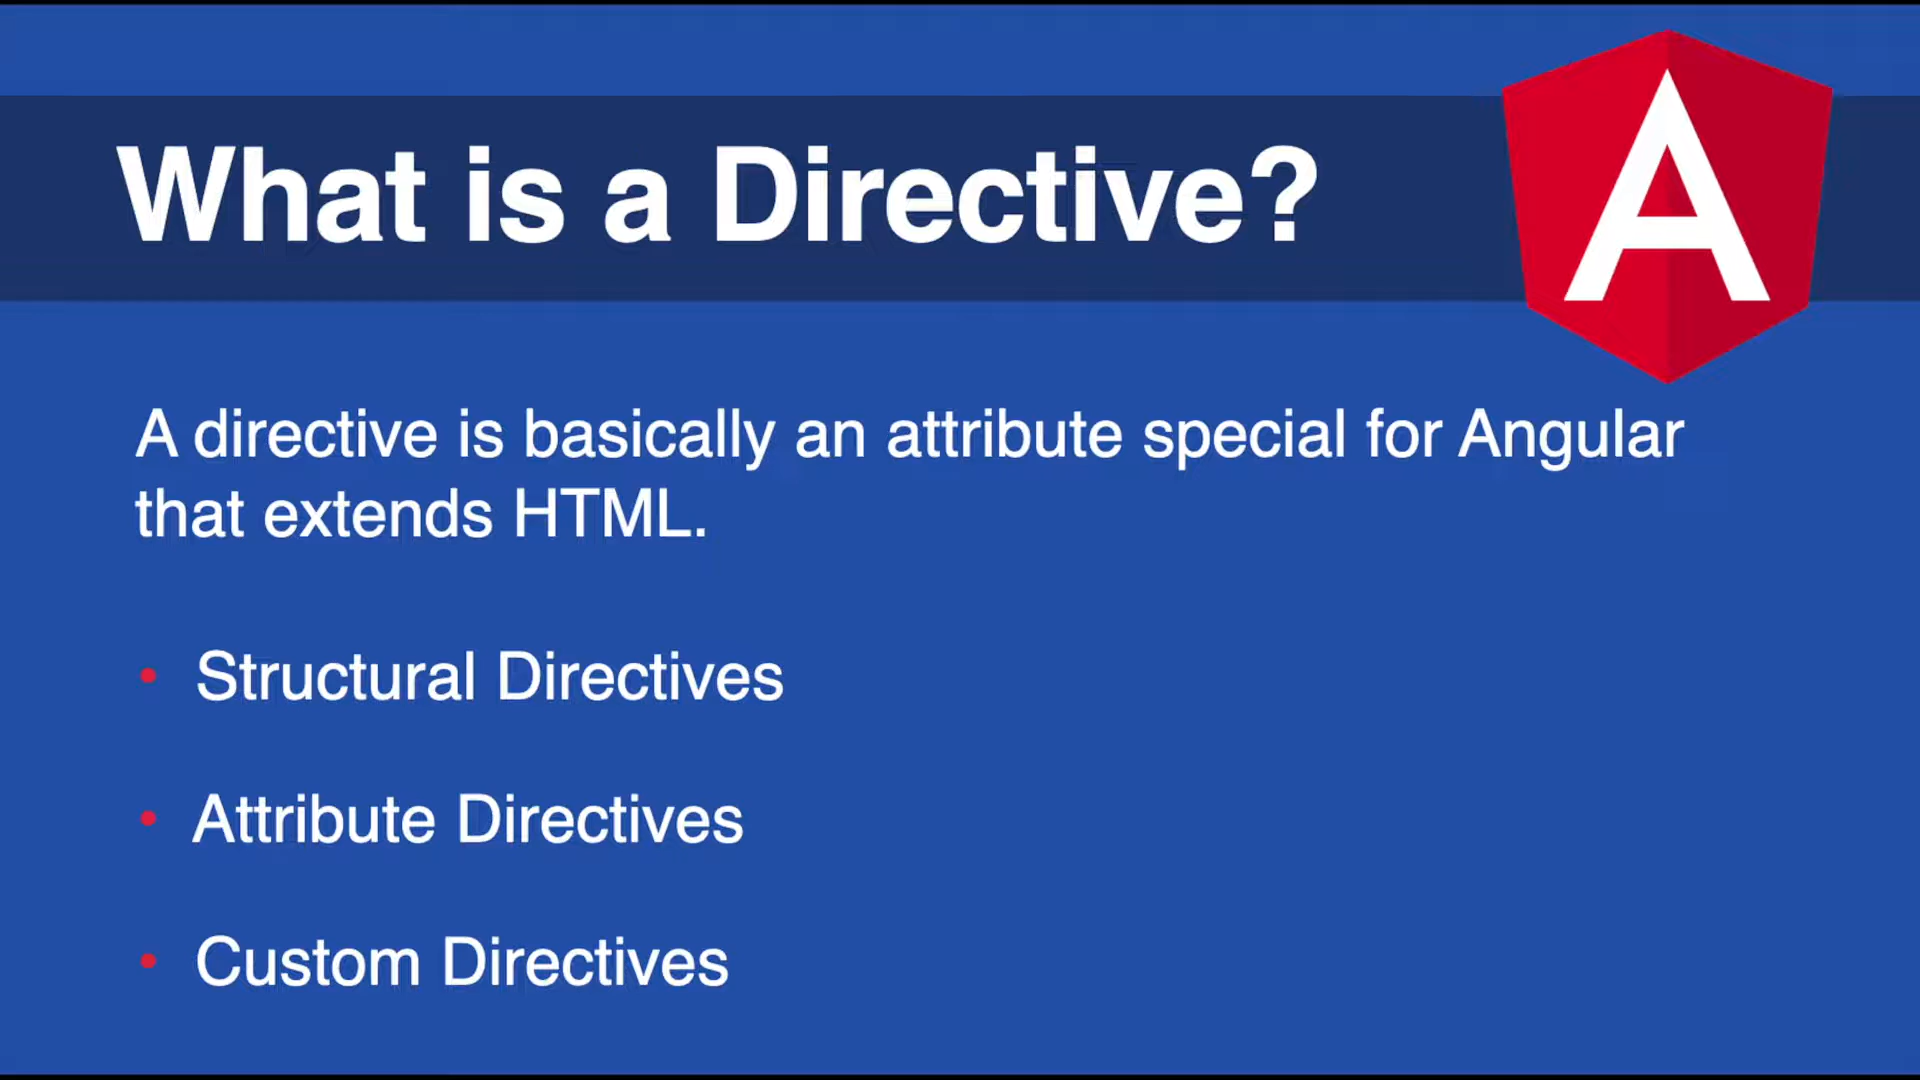 What is a Directive?
A
A directive is basically an attribute special for Angular
that extends HTML.
• Structural Directives
• Attribute Directives
• Custom Directives